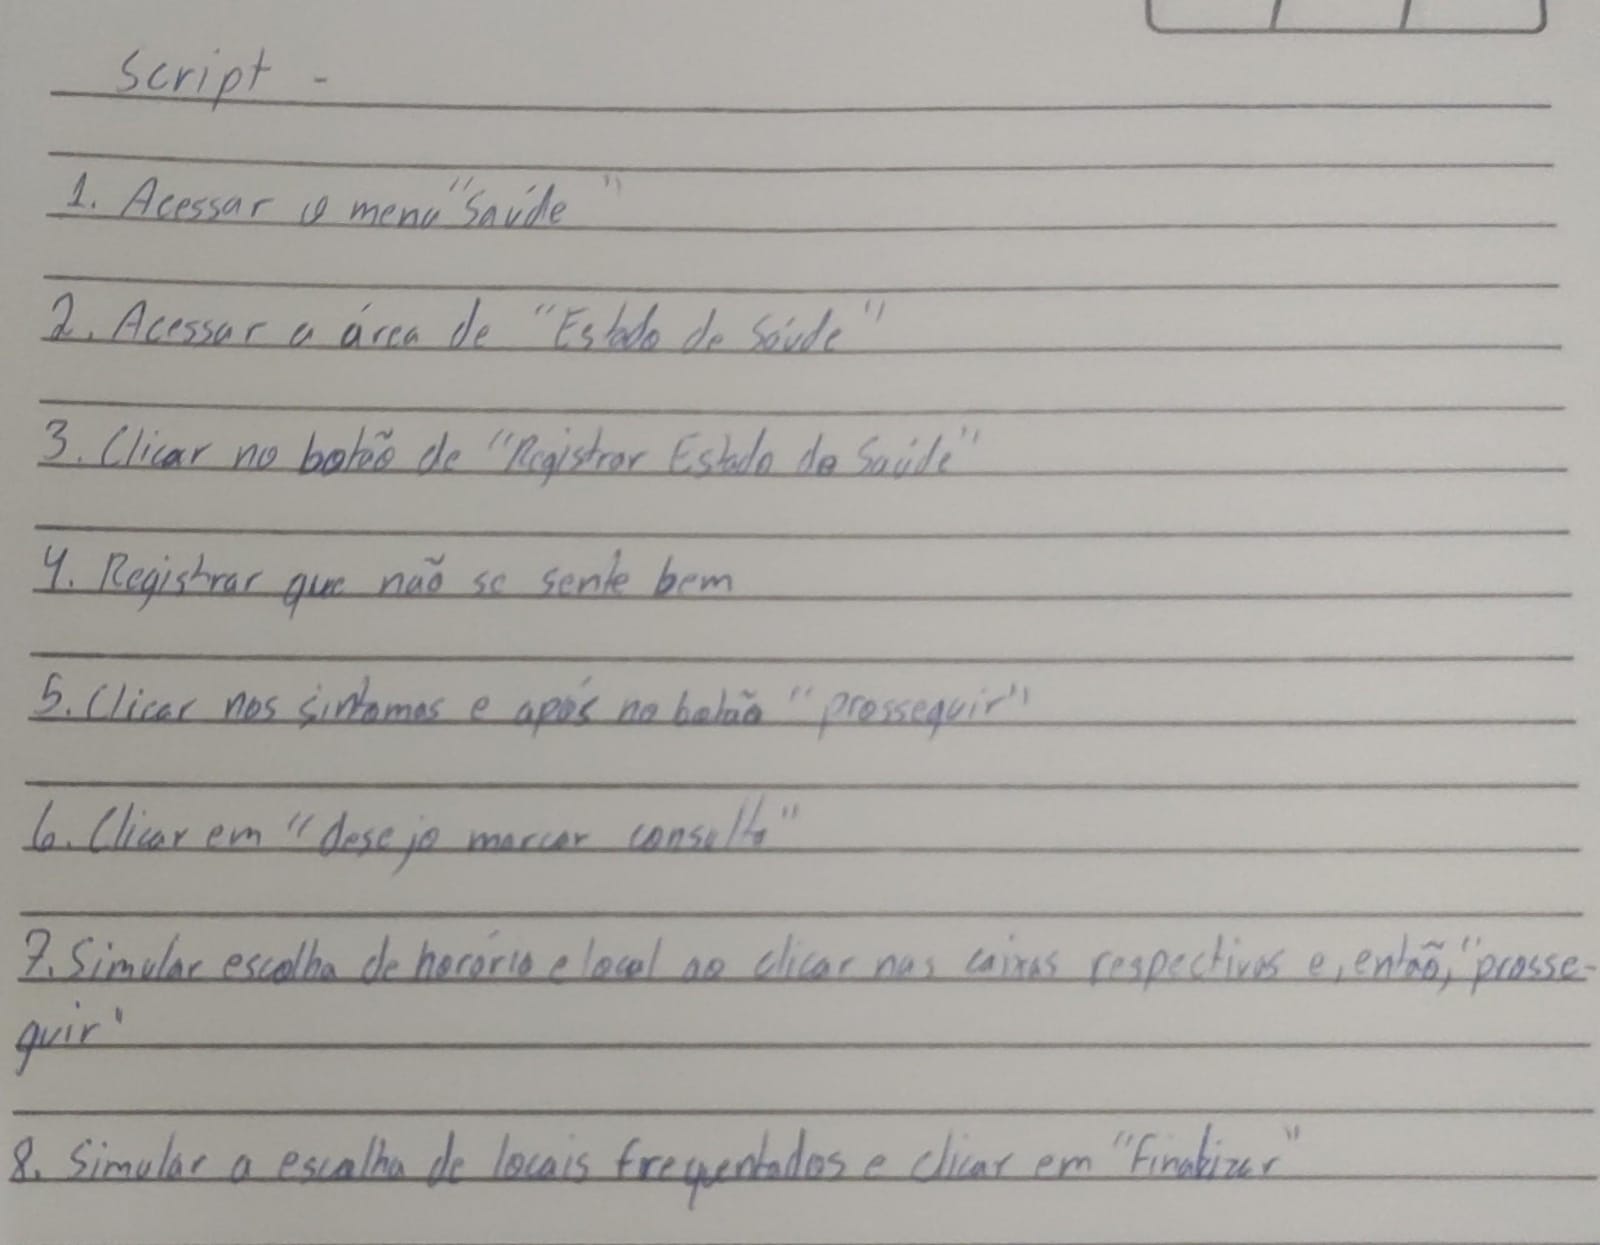 Script -
1. Acessar o menu "Saúde"
2. Acessar a área de "Estado de Saúde"
3. Clicar no botão de "Registrar Estado de Saúde"
4. Registrar que não se sente bem
5. Clicar nos sintomas e após no botão "prosseguir"
6. Clicar em "desejo marcar consulta"
7. Simular escolha de horário e local ao clicar nas caixas respectivas e, então, "prosse-
guir"
8. Simular a escolha de locais frequentados e clicar em "Finalizar"